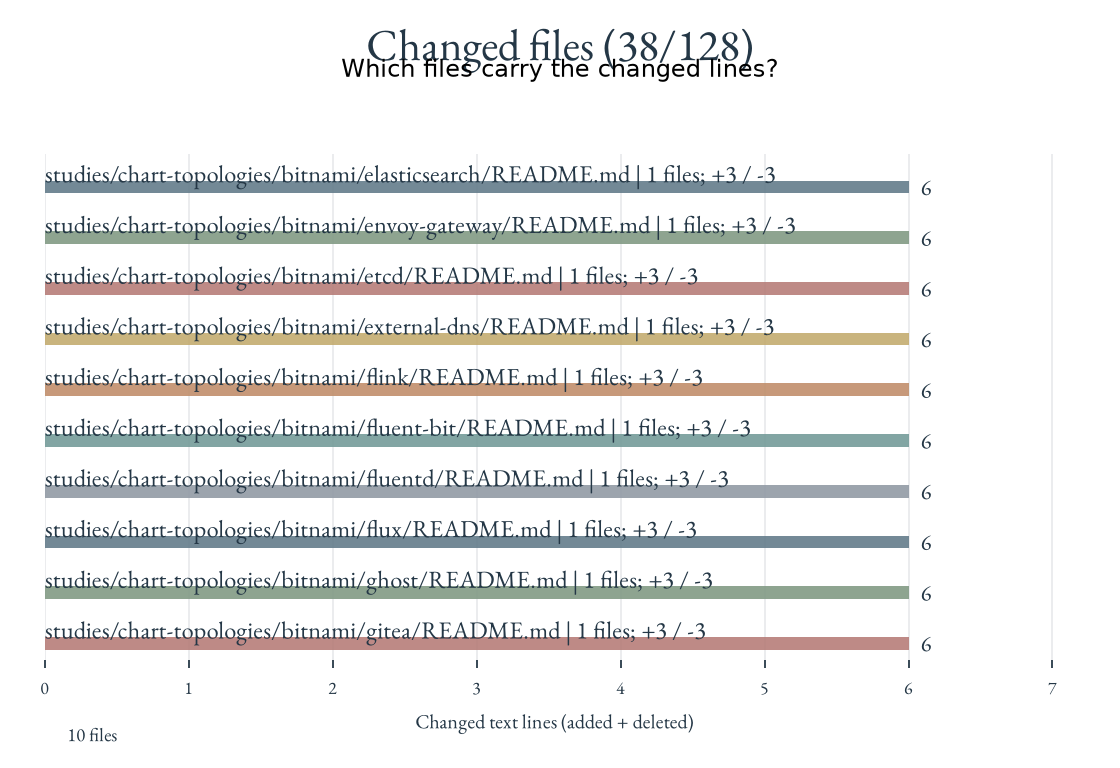 Changed files (38/128)
Which files carry the changed lines?
studies/chart-topologies/bitnami/elasticsearch/README.md | 1 files; +3 / -3
6
studies/chart-topologies/bitnami/envoy-gateway/README.md | 1 files; +3 / -3
6
studies/chart-topologies/bitnami/etcd/README.md | 1 files; +3 / -3
6
studies/chart-topologies/bitnami/external-dns/README.md | 1 files; +3 / -3
6
studies/chart-topologies/bitnami/flink/README.md | 1 files; +3 / -3
6
studies/chart-topologies/bitnami/fluent-bit/README.md | 1 files; +3 / -3
6
studies/chart-topologies/bitnami/fluentd/README.md | 1 files; +3 / -3
6
studies/chart-topologies/bitnami/flux/README.md | 1 files; +3 / -3
6
studies/chart-topologies/bitnami/ghost/README.md | 1 files; +3 / -3
6
studies/chart-topologies/bitnami/gitea/README.md | 1 files; +3 / -3
6
0 1 2 3 4 5 6 7
Changed text lines (added + deleted)
10 files